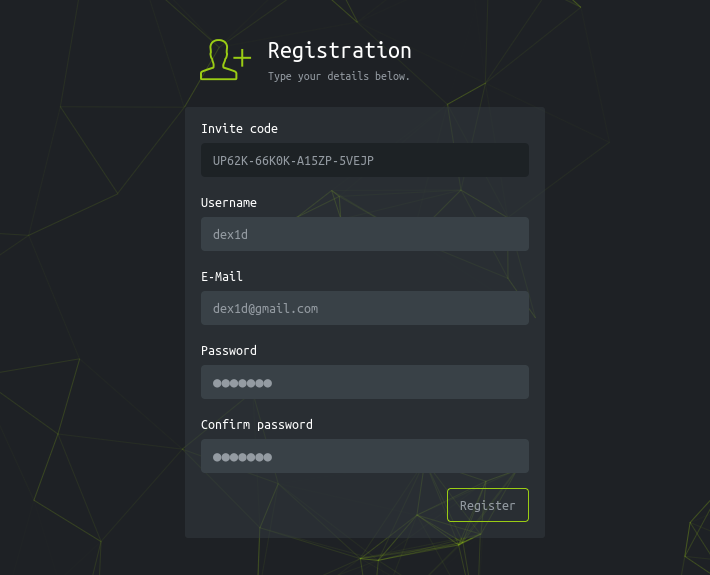 Registration
Type your details below.
Invite code
UP62K-66K0K-A15ZP-5VEJP
Username
dex1d
E-Mail
dex1d@gmail.com
Password
●●●●●●●
Confirm password
●●●●●●●
Register